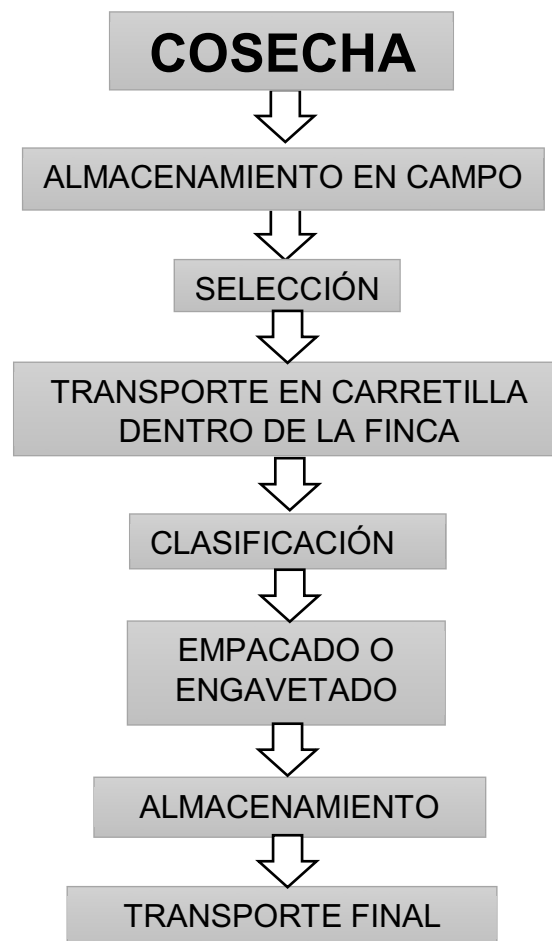 COSECHA
ALMACENAMIENTO EN CAMPO
SELECCIÓN
TRANSPORTE EN CARRETILLA
DENTRO DE LA FINCA
CLASIFICACIÓN
EMPACADO O
ENGAVETADO
ALMACENAMIENTO
TRANSPORTE FINAL